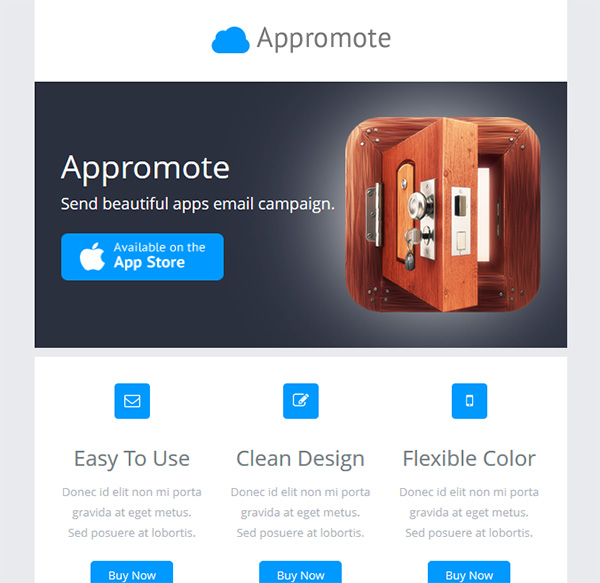 Appromote
Appromote
Send beautiful apps email campaign.
Available on the
App Store
Easy To Use
Clean Design
Flexible Color
Donec id elit non mi porta
gravida at eget metus.
Sed posuere at lobortis.
Donec id elit non mi porta
gravida at eget metus.
Sed posuere at lobortis.
Donec id elit non mi porta
gravida at eget metus.
Sed posuere at lobortis.
Buy Now
Buy Now
Buy Now